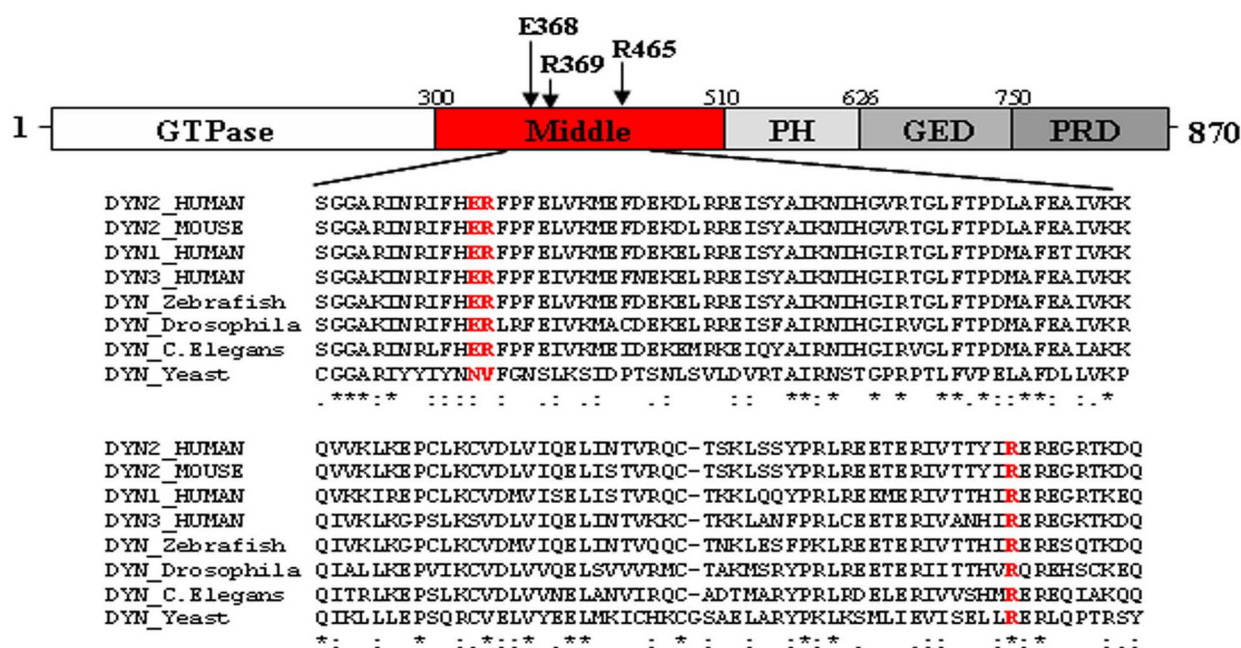 E368
R369
R465
300 510 626 750
1 GTPase Middle PH GED PRD 870
DYN2_HUMAN SGGARINRIFHERFPFELVKMEFDEKDLRREISYAIKNIHGVRTGLFTPDLAFEAIVKK
DYN2_MOUSE SGGARINRIFHERFPFELVKMEFDEKDLRREISYAIKNIHGVRTGLFTPDLAFEAIVKK
DYN1_HUMAN SGGARINRIFHERFPFELVKMEFDEKELRREISYAIKNIHGIRTGLFTPDMAFETIVKK
DYN3_HUMAN SGGAKINRIFHERFPFEIVKMEFNEKELRREISYAIKNIHGIRTGLFTPDMAFEAIVKK
DYN_Zebrafish SGGAKINRIFHERFPFELVKMEFDEKELRREISYAIKNIHGIRTGLFTPDMAFEAIVKK
DYN_Drosophila SGGAKINRIFHERLRFEIVKMACDEKELRREISFAIRNIHGIRVGLFTPDMAFEAIVKR
DYN_C.Elegans SGGARINRLFHERFPFEIVKMEIDEKEMRKEIQYAIRNIHGIRVGLFTPDMAFEAIAKK
DYN_Yeast CGGARIYYIYNNVFGNSLKSIDPTSNLSVLDVRTAIRNSTGPRPTLFVPELAFDLLVKP
.***:* :::: : .: .: .: :: **:* * * **.*:**: :.*
DYN2_HUMAN QVVKLKEPCLKCVDLVIQELINTVRQC-TSKLSSYPRLREETERIVTTYIREREGRTKDQ
DYN2_MOUSE QVVKLKEPCLKCVDLVIQELISTVRQC-TSKLSSYPRLREETERIVTTYIREREGRTKDQ
DYN1_HUMAN QVKKIREPCLKCVDMVISELISTVRQC-TKKLQQYPRLREEMERIVTTHIREREGRTKEQ
DYN3_HUMAN QIVKLKGPSLKSVDLVIQELINTVKKC-TKKLANFPRLCEETERIVANHIREREGKTKDQ
DYN_Zebrafish QIVKLKGPCLKCVDMVIQELINTVQQC-TNKLESFPKLREETERIVTTHIRERESQTKDQ
DYN_Drosophila QIALLKEPVIKCVDLVVQELSVVVRMC-TAKMSRYPRLREETERIITTHVRQREHSCKEQ
DYN_C.Elegans QITRLKEPSLKCVDLVVNELANVIRQC-ADTMARYPRLRDELERIVVSHMREREQIAKQQ
DYN_Yeast QIKLLLEPSQRCVELVYEELMKICHKCGSAELARYPKLKSMLIEVISELLRERLQPTRSY